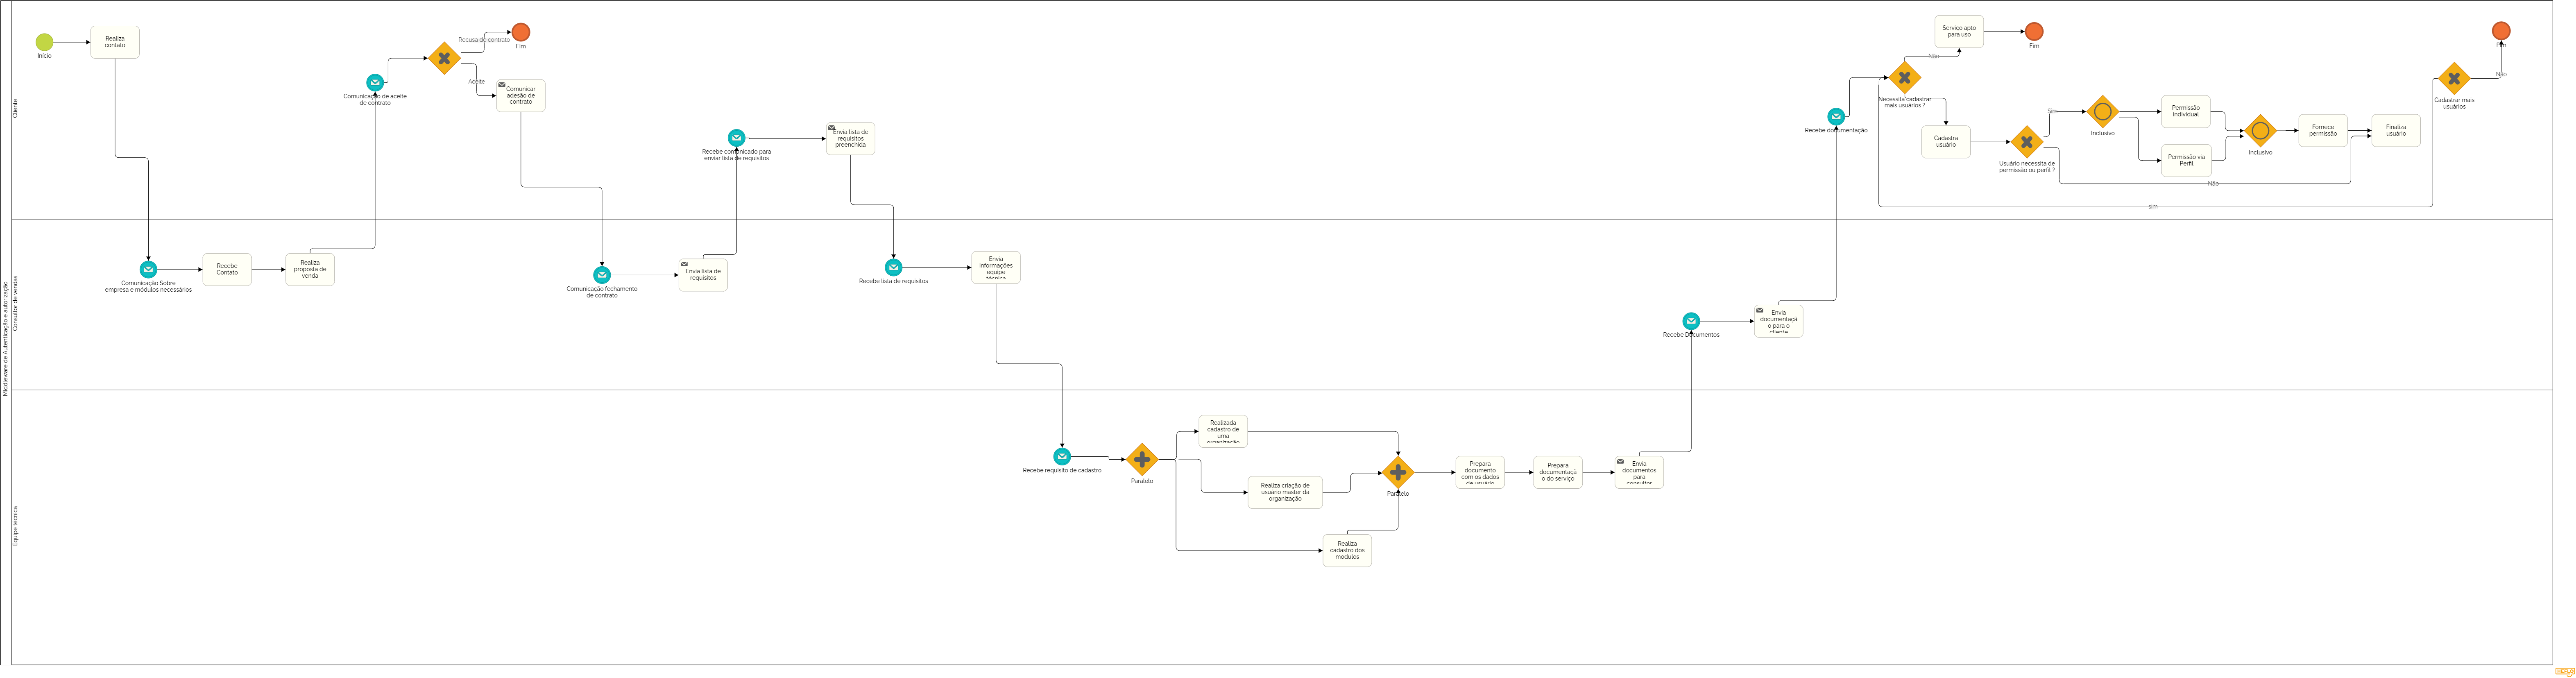 Middleware de Autenticação e autorização
Cliente
Início
Realiza
contato
Comunicação de aceite
de contrato
Recusa de contrato
Fim
Aceite
Comunicar
adesão de
contrato
Recebe comunicado para
enviar lista de requisitos
Envia lista de
requisitos
preenchida
Recebe documentação
Necessita cadastrar
mais usuários ?
Não
Serviço apto
para uso
Fim
Cadastra
usuário
Usuário necessita de
permissão ou perfil ?
Sim
Inclusivo
Permissão
individual
Permissão via
Perfil
Inclusivo
Fornece
permissão
Finaliza
usuário
Não
sim
Cadastrar mais
usuários
Não
Fim
Consultor de vendas
Comunicação Sobre
empresa e módulos necessários
Recebe
Contato
Realiza
proposta de
venda
Comunicação fechamento
de contrato
Envia lista de
requisitos
Recebe lista de requisitos
Envia
informações
equipe
técnica
Recebe Documentos
Envia
documentaçã
o para o
cliente
Equipe técnica
Recebe requisito de cadastro
Paralelo
Realizada
cadastro de
uma
organização
Realiza criação de
usuário master da
organização
Realiza
cadastro dos
modulos
Paralelo
Prepara
documento
com os dados
de usuário
Prepara
documentaçã
o do serviço
Envia
documentos
para
consultor